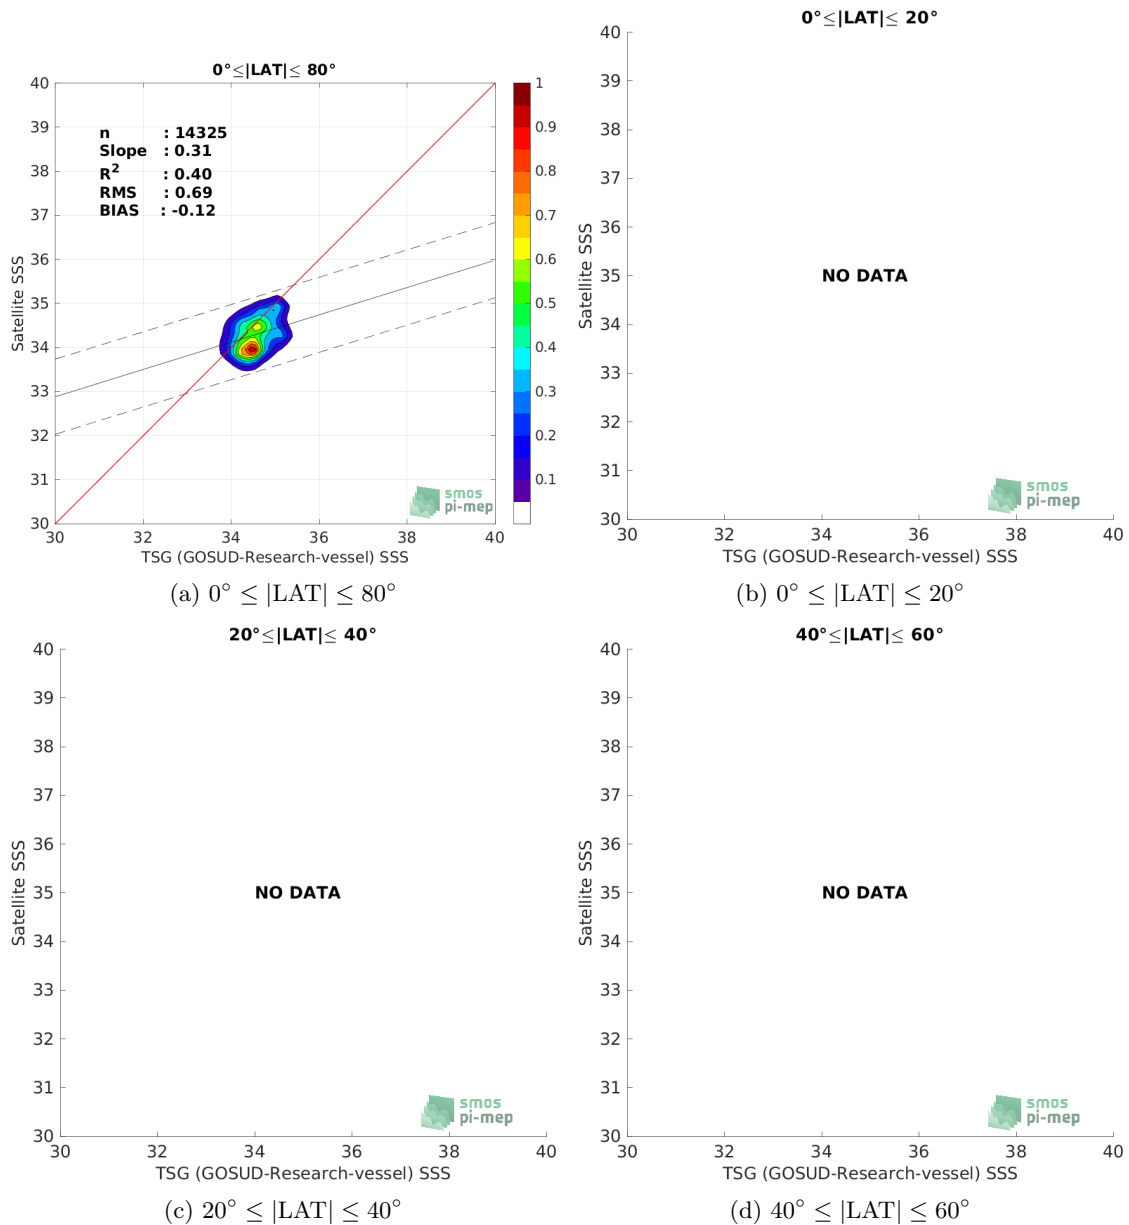 0°≤|LAT|≤ 80°
40
39
38
37
36
35
34
33
32
31
30
Satellite SSS
n : 14325
Slope : 0.31
R² : 0.40
RMS : 0.69
BIAS : -0.12
1
0.9
0.8
0.7
0.6
0.5
0.4
0.3
0.2
0.1
smos
pi-mep
30 32 34 36 38 40
TSG (GOSUD-Research-vessel) SSS
(a) 0° ≤ |LAT| ≤ 80°
0°≤|LAT|≤ 20°
40
39
38
37
36
35
34
33
32
31
30
Satellite SSS
NO DATA
smos
pi-mep
30 32 34 36 38 40
TSG (GOSUD-Research-vessel) SSS
(b) 0° ≤ |LAT| ≤ 20°
20°≤|LAT|≤ 40°
40
39
38
37
36
35
34
33
32
31
30
Satellite SSS
NO DATA
smos
pi-mep
30 32 34 36 38 40
TSG (GOSUD-Research-vessel) SSS
(c) 20° ≤ |LAT| ≤ 40°
40°≤|LAT|≤ 60°
40
39
38
37
36
35
34
33
32
31
30
Satellite SSS
NO DATA
smos
pi-mep
30 32 34 36 38 40
TSG (GOSUD-Research-vessel) SSS
(d) 40° ≤ |LAT| ≤ 60°